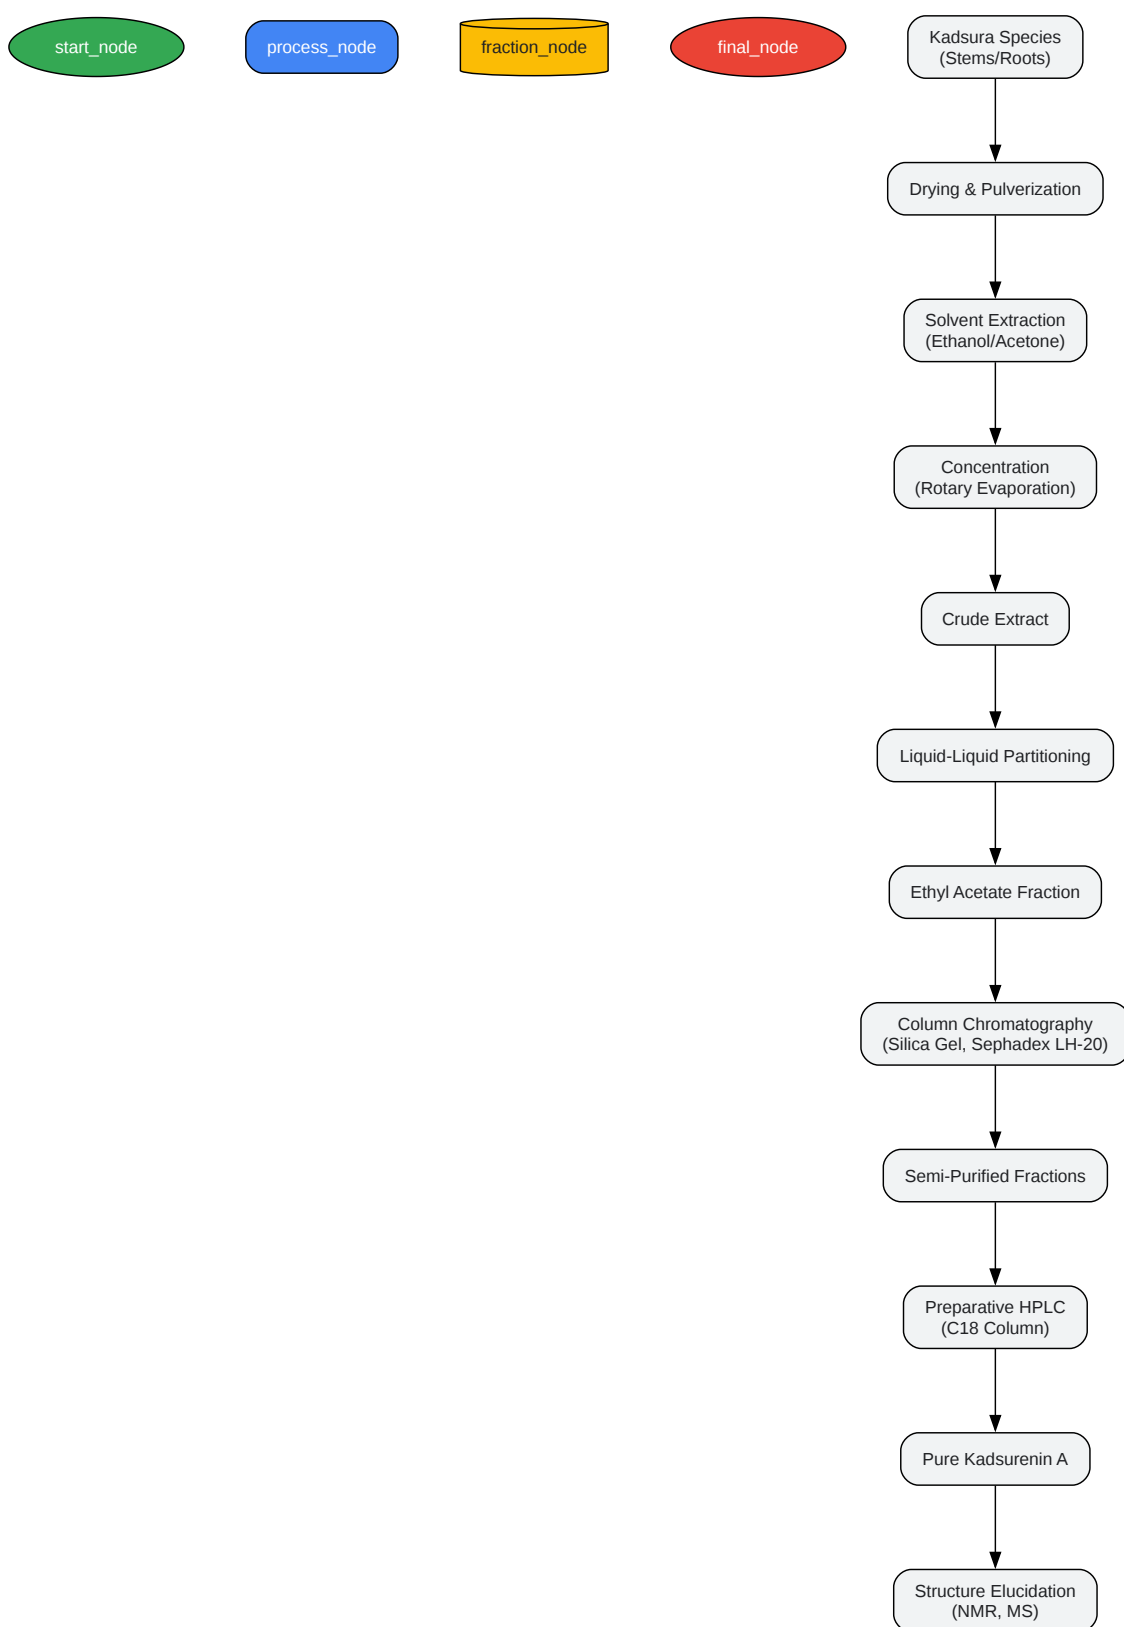 start_node
process_node
fraction_node
final_node
Kadsura Species
(Stems/Roots)
Drying & Pulverization
Solvent Extraction
(Ethanol/Acetone)
Concentration
(Rotary Evaporation)
Crude Extract
Liquid-Liquid Partitioning
Ethyl Acetate Fraction
Column Chromatography
(Silica Gel, Sephadex LH-20)
Semi-Purified Fractions
Preparative HPLC
(C18 Column)
Pure Kadsurenin A
Structure Elucidation
(NMR, MS)